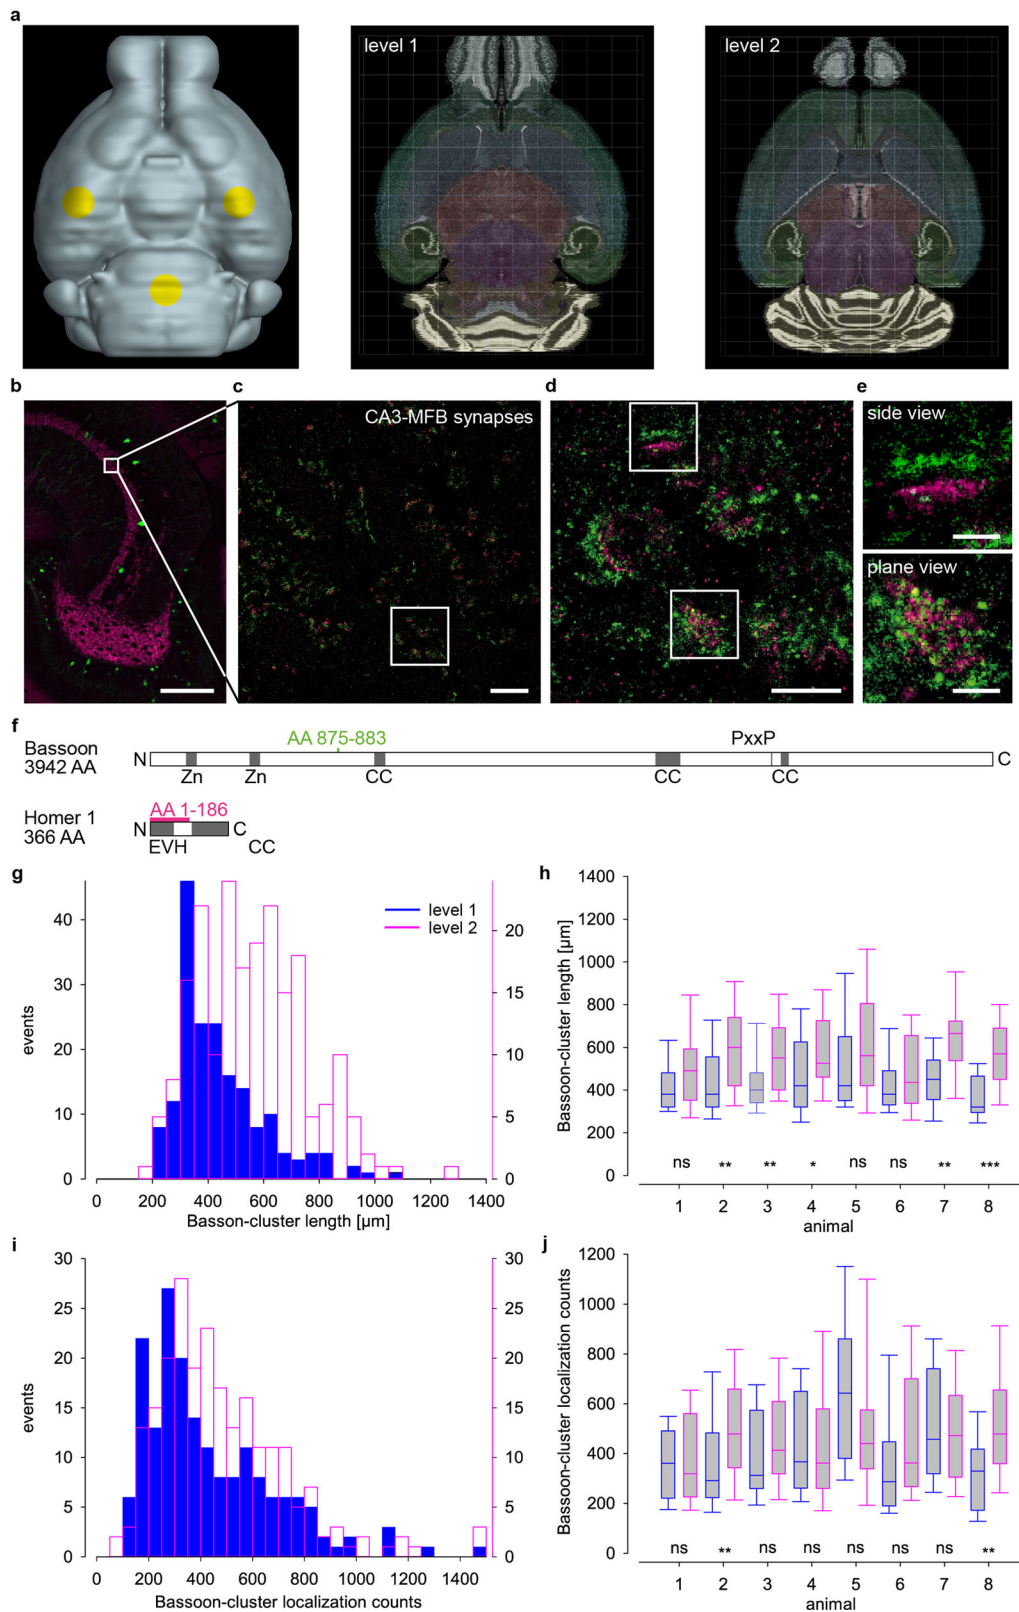 a
level 1
level 2
b
c
d
e
CA3-MFB synapses
side view
plane view
f
Bassoon
3942 AA
N
AA 875-883
PxxP
C
Zn
Zn
CC
CC
CC
Homer 1
366 AA
AA 1-186
N
C
EVH
CC
g
events
40
30
20
10
0
level 1
level 2
20
15
10
5
0
0 200 400 600 800 1000 1200 1400
Basson-cluster length [µm]
h
Bassoon-cluster length [µm]
1400
1200
1000
800
600
400
200
ns ** ** * ns ns ** ***
1 2 3 4 5 6 7 8
animal
i
events
30
25
20
15
10
5
0
30
25
20
15
10
5
0
0 200 400 600 800 1000 1200 1400
Bassoon-cluster localization counts
j
Bassoon-cluster localization counts
1200
1000
800
600
400
200
0
ns ** ns ns ns ns ns **
1 2 3 4 5 6 7 8
animal